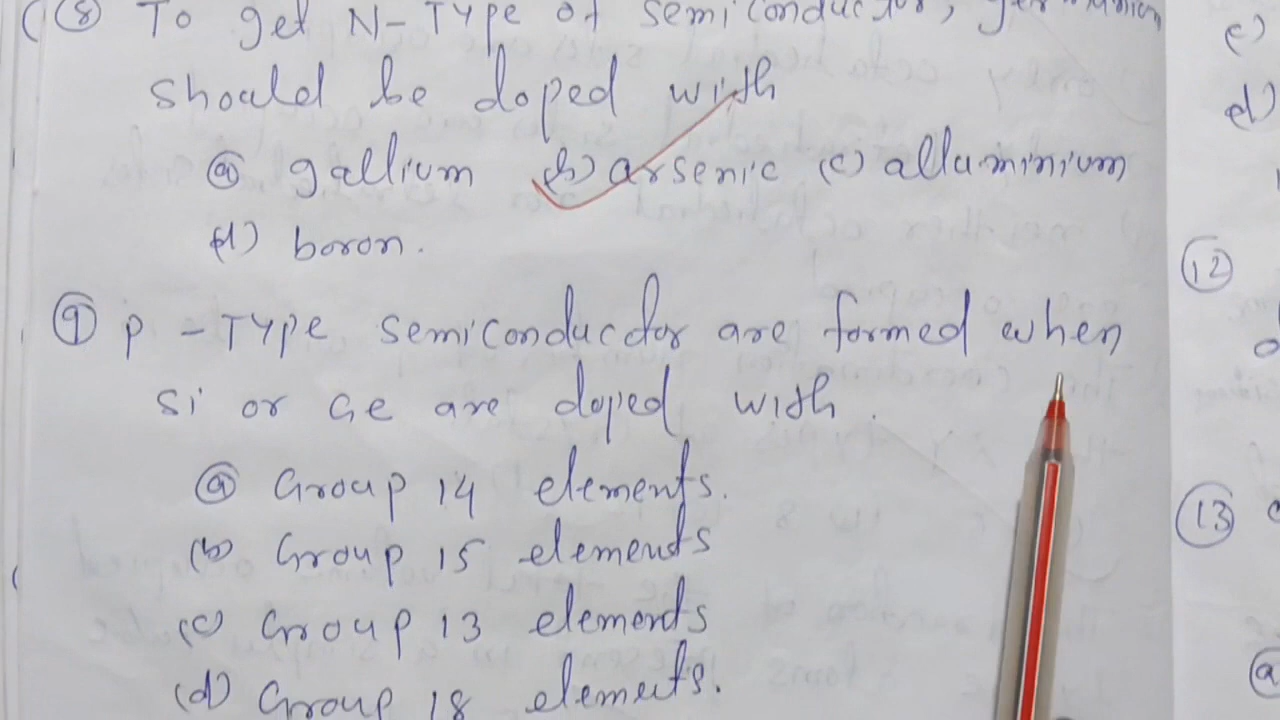 (8) To get N-Type of semiconductor, germanium
should be doped with
(a) gallium (b) arsenic (c) alluminium
(d) boron.
(9) P-Type semiconductor are formed when
si or Ge are doped with.
(a) Group 14 elements.
(b) Group 15 elements
(c) Group 13 elements
(d) Group 18 elements.
c)
d)
(12)
(13)
(a)